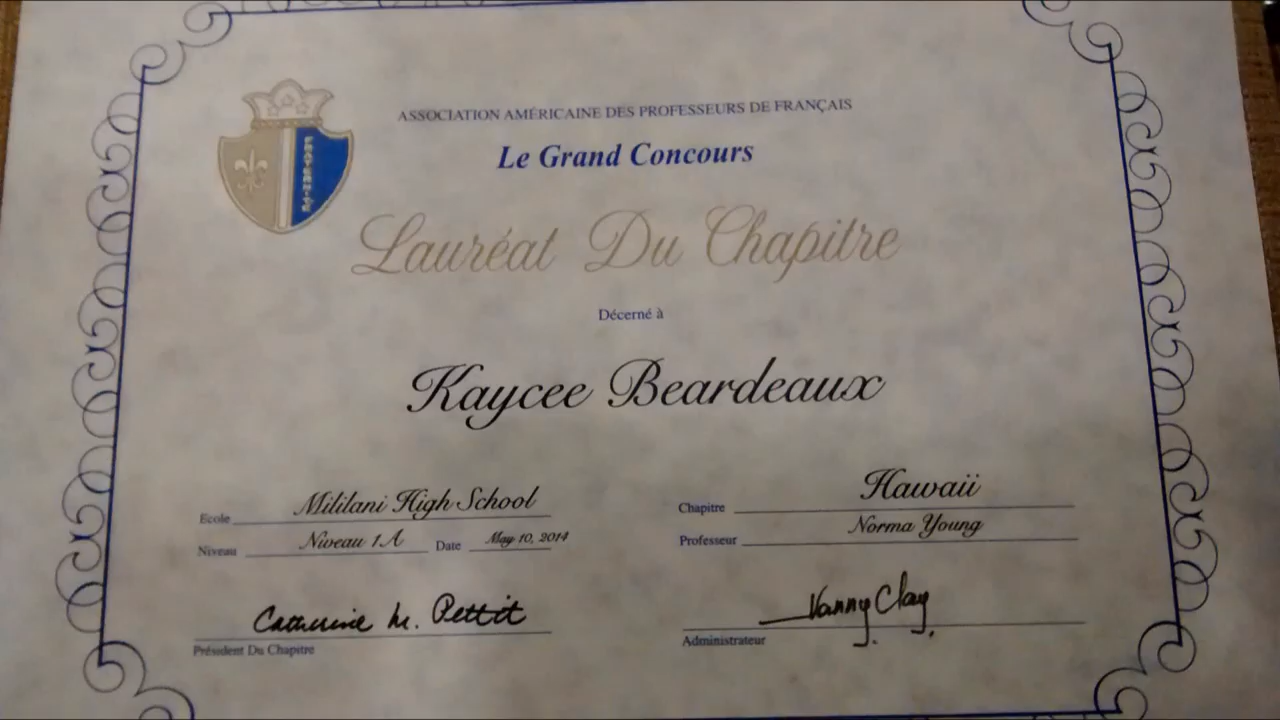 ASSOCIATION AMÉRICAINE DES PROFESSEURS DE FRANÇAIS
Le Grand Concours
Lauréat Du Chapitre
Décerné à
Kaycee Beardeaux
Ecole Mililani High School
Chapitre Hawaii
Niveau Niveau 1A Date May 10, 2014
Professeur Norma Young
Catherine M. Pettit
Président Du Chapitre
Clay
Administrateur